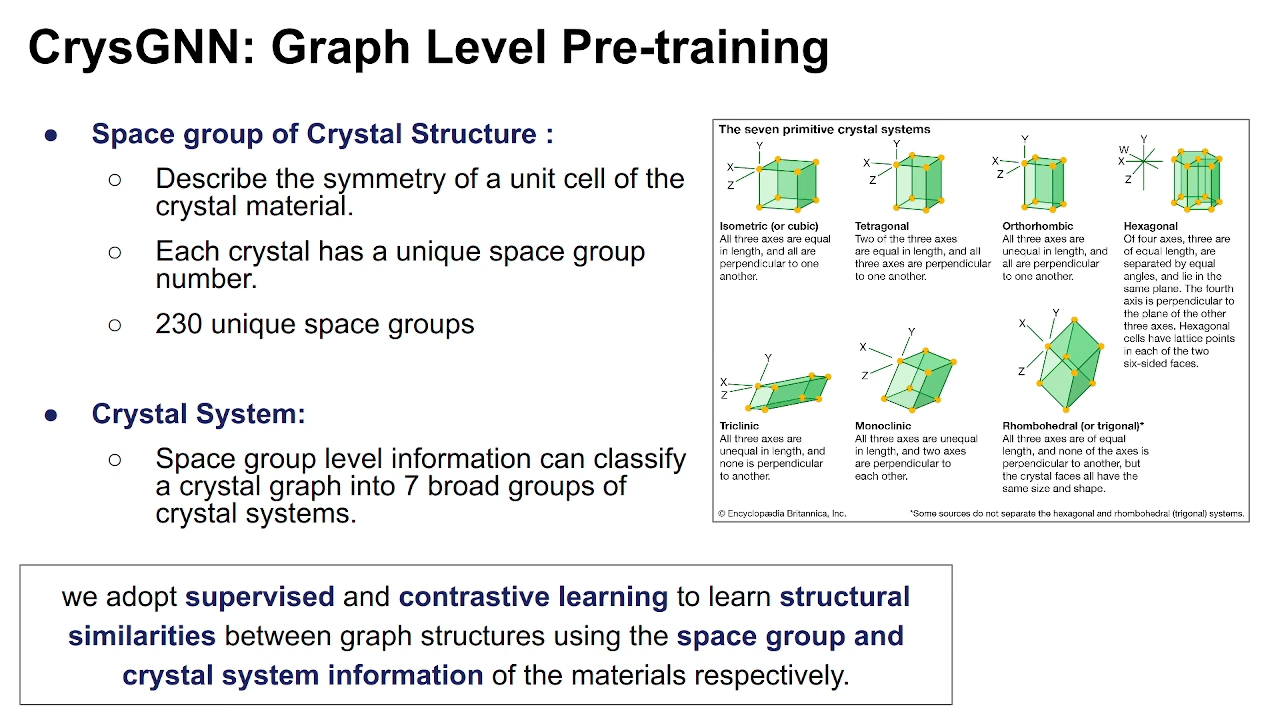 CrysGNN: Graph Level Pre-training
● Space group of Crystal Structure :
○ Describe the symmetry of a unit cell of the
crystal material.
○ Each crystal has a unique space group
number.
○ 230 unique space groups
● Crystal System:
○ Space group level information can classify
a crystal graph into 7 broad groups of
crystal systems.
The seven primitive crystal systems
Y
X
Z
Isometric (or cubic)
All three axes are equal
in length, and all are
perpendicular to one
another.
Y
X
Z
Tetragonal
Two of the three axes
are equal in length, and all
three axes are perpendicular
to one another.
Y
X
Z
Orthorhombic
All three axes are
unequal in length, and
all are perpendicular
to one another.
Y
W
X
Z
Hexagonal
Of four axes, three are
of equal length, are
separated by equal
angles, and lie in the
same plane. The fourth
axis is perpendicular to
the plane of the other
three axes. Hexagonal
cells have lattice points
in each of the two
six-sided faces.
Y
X
Z
Triclinic
All three axes are
unequal in length, and
none is perpendicular
to another.
Y
X
Z
Monoclinic
All three axes are unequal
in length, and two axes
are perpendicular to
each other.
Y
X
Z
Rhombohedral (or trigonal)*
All three axes are of equal
length, and none of the axes is
perpendicular to another, but
the crystal faces all have the
same size and shape.
© Encyclopædia Britannica, Inc.
*Some sources do not separate the hexagonal and rhombohedral (trigonal) systems.
we adopt supervised and contrastive learning to learn structural
similarities between graph structures using the space group and
crystal system information of the materials respectively.